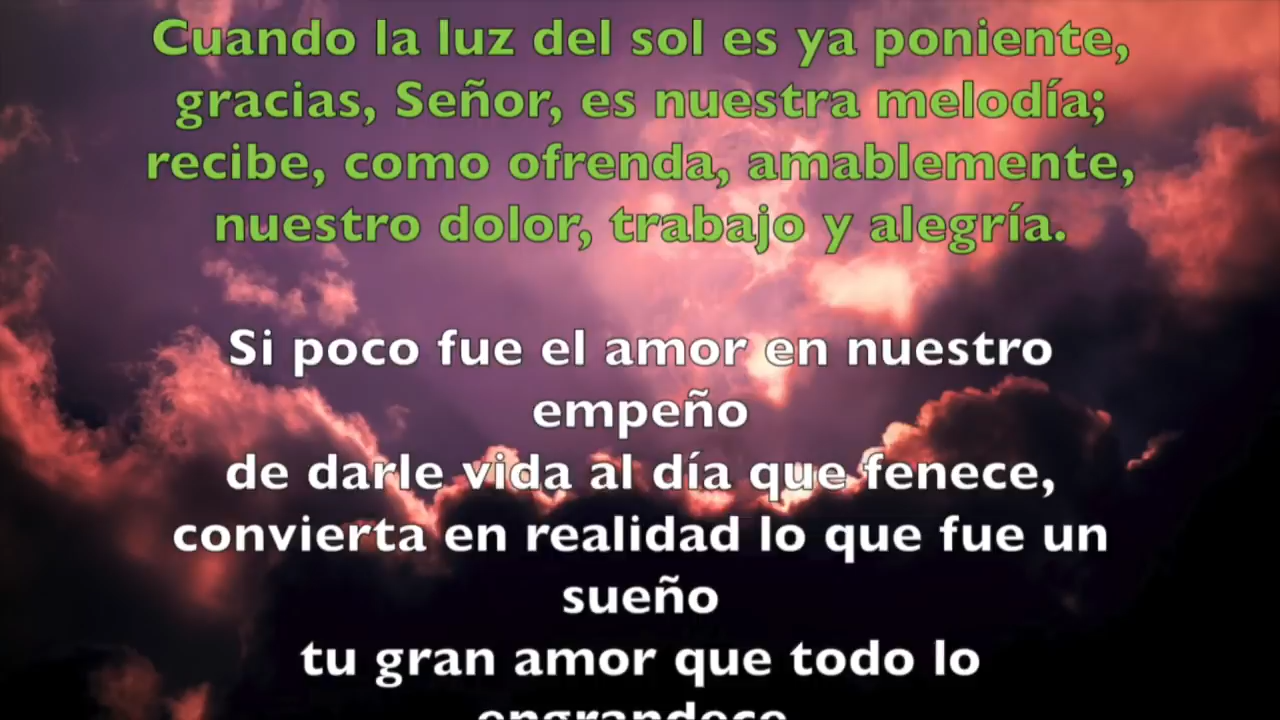 Cuando la luz del sol es ya poniente,
gracias, Señor, es nuestra melodía;
recibe, como ofrenda, amablemente,
nuestro dolor, trabajo y alegría.
Si poco fue el amor en nuestro
empeño
de darle vida al día que fenece,
convierta en realidad lo que fue un
sueño
tu gran amor que todo lo
engrandece.